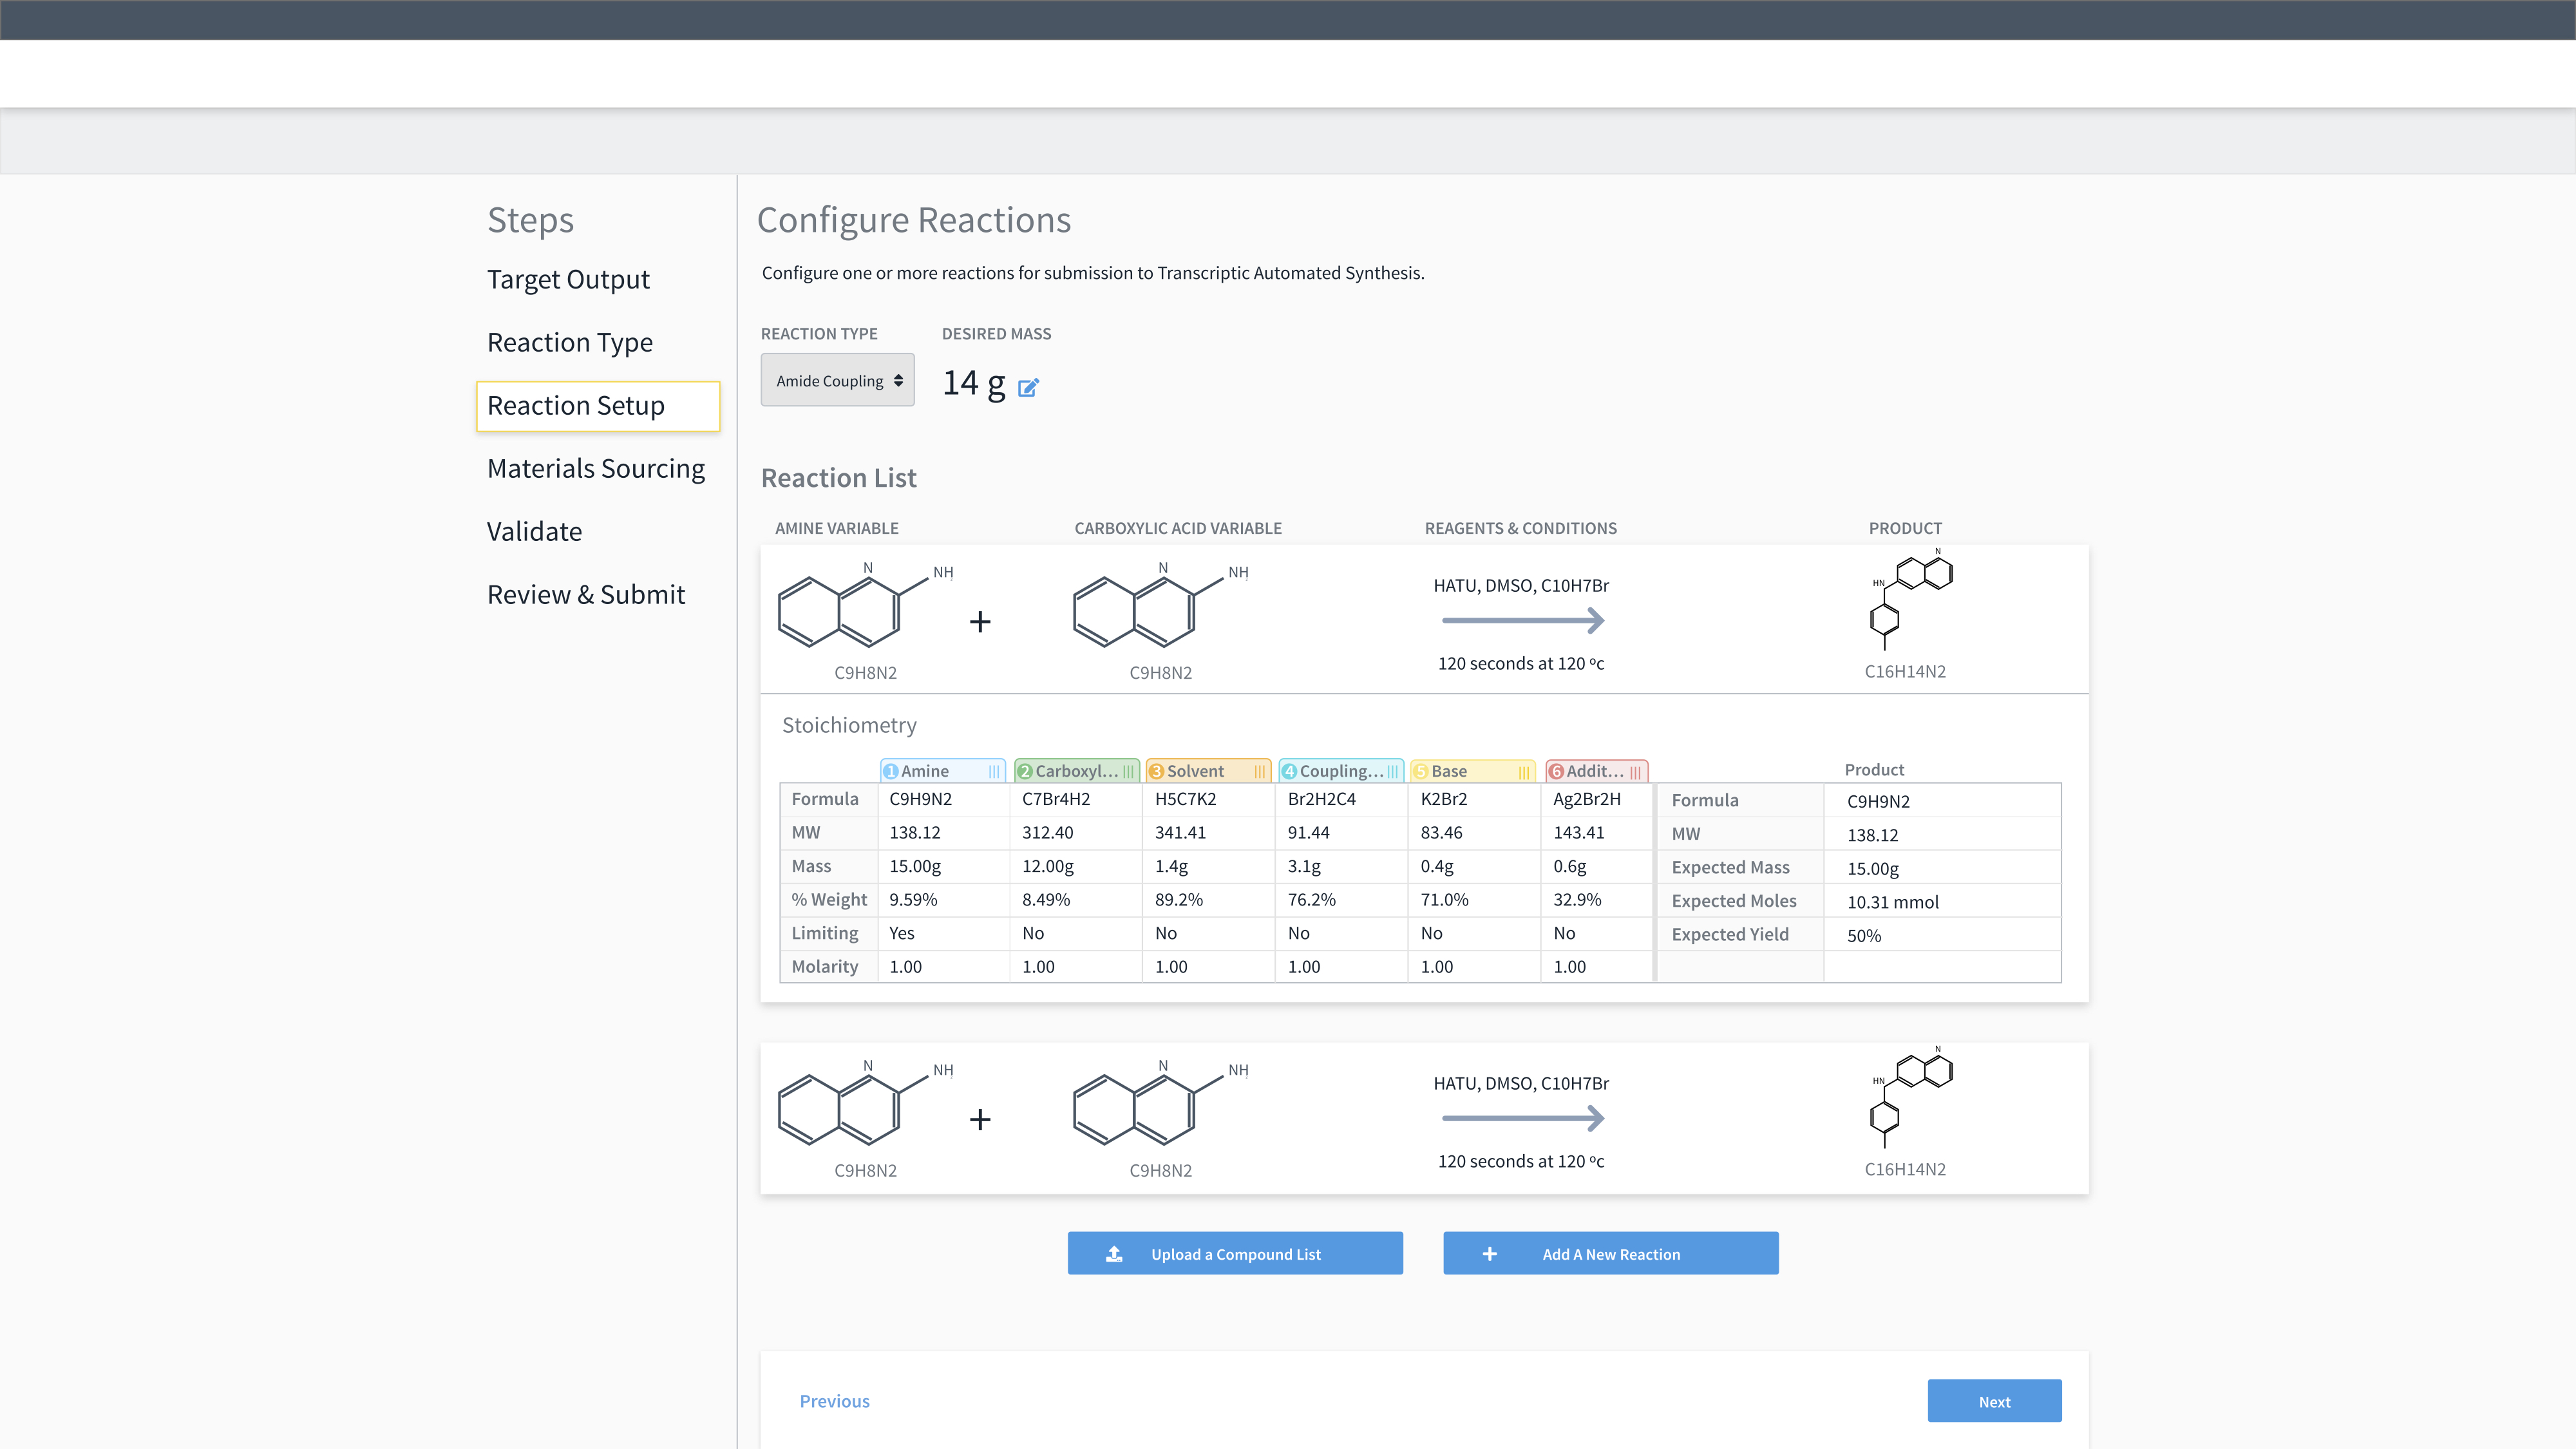 Steps
Target Output
Reaction Type
Reaction Setup
Materials Sourcing
Validate
Review & Submit
Configure Reactions
Configure one or more reactions for submission to Transcriptic Automated Synthesis.
REACTION TYPE DESIRED MASS
Amide Coupling 14 g
Reaction List
AMINE VARIABLE CARBOXYLIC ACID VARIABLE REAGENTS & CONDITIONS PRODUCT
N NH + N NH HATU, DMSO, C10H7Br N HN
120 seconds at 120 ºc
C9H8N2 C9H8N2 C16H14N2
Stoichiometry
1 Amine 2 Carboxyl... 3 Solvent 4 Coupling... 5 Base 6 Addit... Product
Formula C9H9N2 C7Br4H2 H5C7K2 Br2H2C4 K2Br2 Ag2Br2H Formula C9H9N2
MW 138.12 312.40 341.41 91.44 83.46 143.41 MW 138.12
Mass 15.00g 12.00g 1.4g 3.1g 0.4g 0.6g Expected Mass 15.00g
% Weight 9.59% 8.49% 89.2% 76.2% 71.0% 32.9% Expected Moles 10.31 mmol
Limiting Yes No No No No No Expected Yield 50%
Molarity 1.00 1.00 1.00 1.00 1.00 1.00
N NH + N NH HATU, DMSO, C10H7Br N HN
120 seconds at 120 ºc
C9H8N2 C9H8N2 C16H14N2
Upload a Compound List + Add A New Reaction
Previous Next